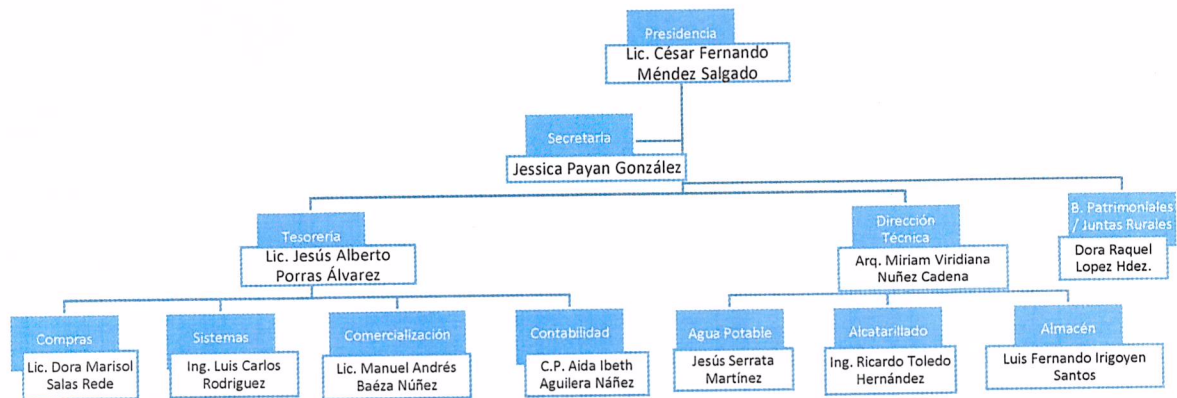 Presidencia
Lic. César Fernando
Méndez Salgado
Secretaría
Jessica Payan González
Tesorería
Lic. Jesús Alberto
Porras Álvarez
Dirección
Técnica
Arq. Miriam Viridiana
Nuñez Cadena
B. Patrimoniales
/ Juntas Rurales
Dora Raquel
Lopez Hdez.
Compras
Lic. Dora Marisol
Salas Rede
Sistemas
Ing. Luis Carlos
Rodriguez
Comercialización
Lic. Manuel Andrés
Baéza Núñez
Contabilidad
C.P. Aida Ibeth
Aguilera Náñez
Agua Potable
Jesús Serrata
Martínez
Alcatarillado
Ing. Ricardo Toledo
Hernández
Almacén
Luis Fernando Irigoyen
Santos